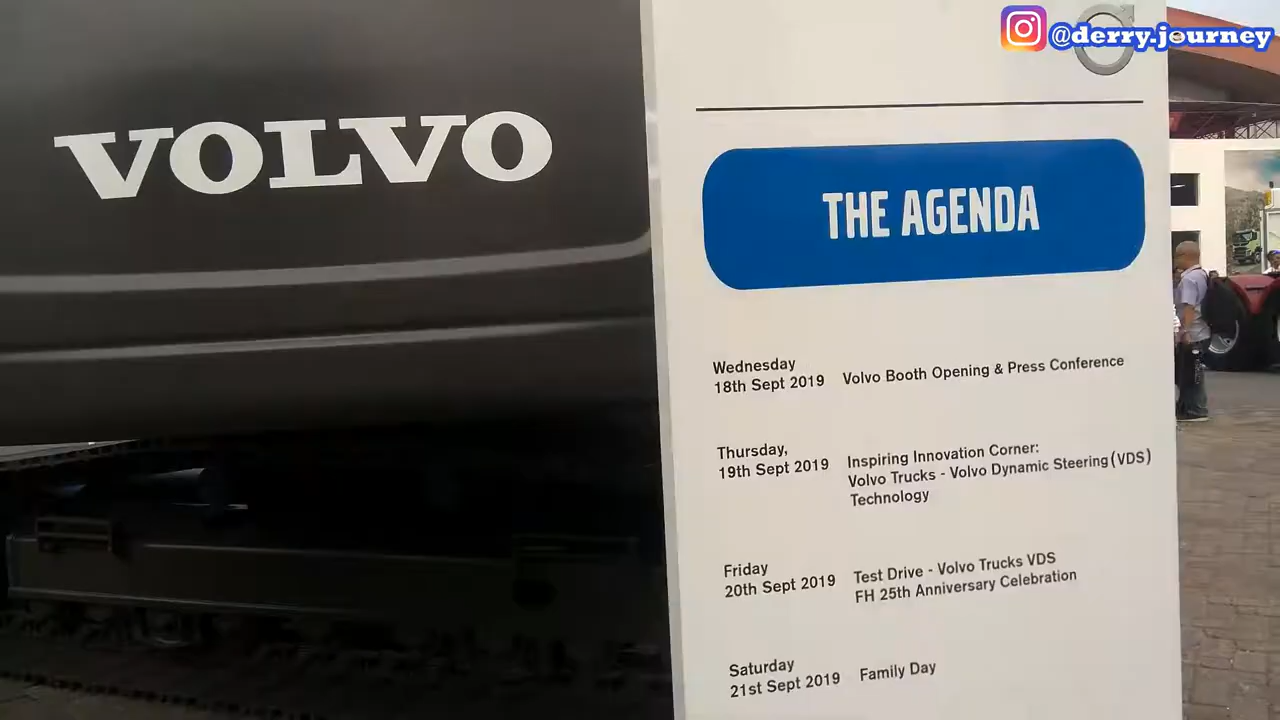 @derry.journey
VOLVO
THE AGENDA
Wednesday
18th Sept 2019
Volvo Booth Opening & Press Conference
Thursday,
19th Sept 2019
Inspiring Innovation Corner:
Volvo Trucks - Volvo Dynamic Steering(VDS)
Technology
Friday
20th Sept 2019
Test Drive - Volvo Trucks VDS
FH 25th Anniversary Celebration
Saturday
21st Sept 2019
Family Day